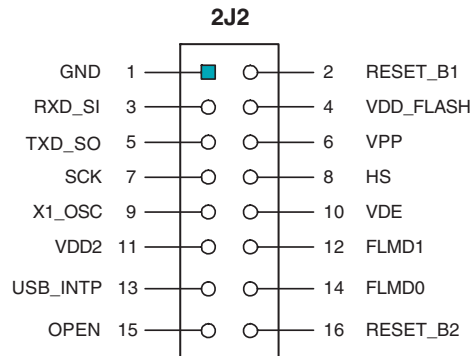 2J2
GND 1 2 RESET_B1
RXD_SI 3 4 VDD_FLASH
TXD_SO 5 6 VPP
SCK 7 8 HS
X1_OSC 9 10 VDE
VDD2 11 12 FLMD1
USB_INTP 13 14 FLMD0
OPEN 15 16 RESET_B2